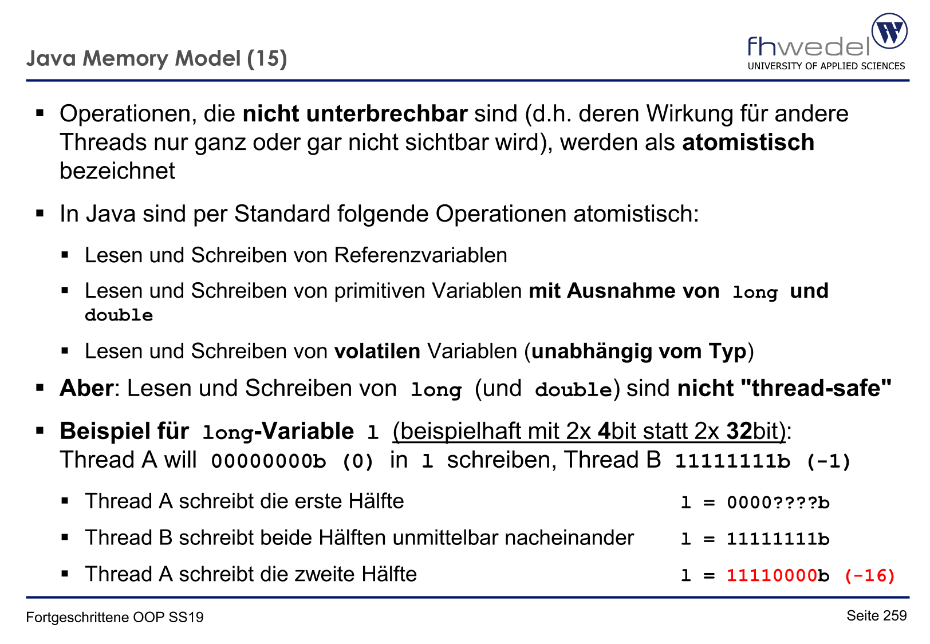 Java Memory Model (15)
fhwedel
W
UNIVERSITY OF APPLIED SCIENCES
▪ Operationen, die nicht unterbrechbar sind (d.h. deren Wirkung für andere
Threads nur ganz oder gar nicht sichtbar wird), werden als atomistisch
bezeichnet
▪ In Java sind per Standard folgende Operationen atomistisch:
▪ Lesen und Schreiben von Referenzvariablen
▪ Lesen und Schreiben von primitiven Variablen mit Ausnahme von long und
double
▪ Lesen und Schreiben von volatilen Variablen (unabhängig vom Typ)
▪ Aber: Lesen und Schreiben von long (und double) sind nicht "thread-safe"
▪ Beispiel für long-Variable l (beispielhaft mit 2x 4bit statt 2x 32bit):
Thread A will 00000000b (0) in l schreiben, Thread B 11111111b (-1)
▪ Thread A schreibt die erste Hälfte l = 0000????b
▪ Thread B schreibt beide Hälften unmittelbar nacheinander l = 11111111b
▪ Thread A schreibt die zweite Hälfte l = 11110000b (-16)
Fortgeschrittene OOP SS19
Seite 259